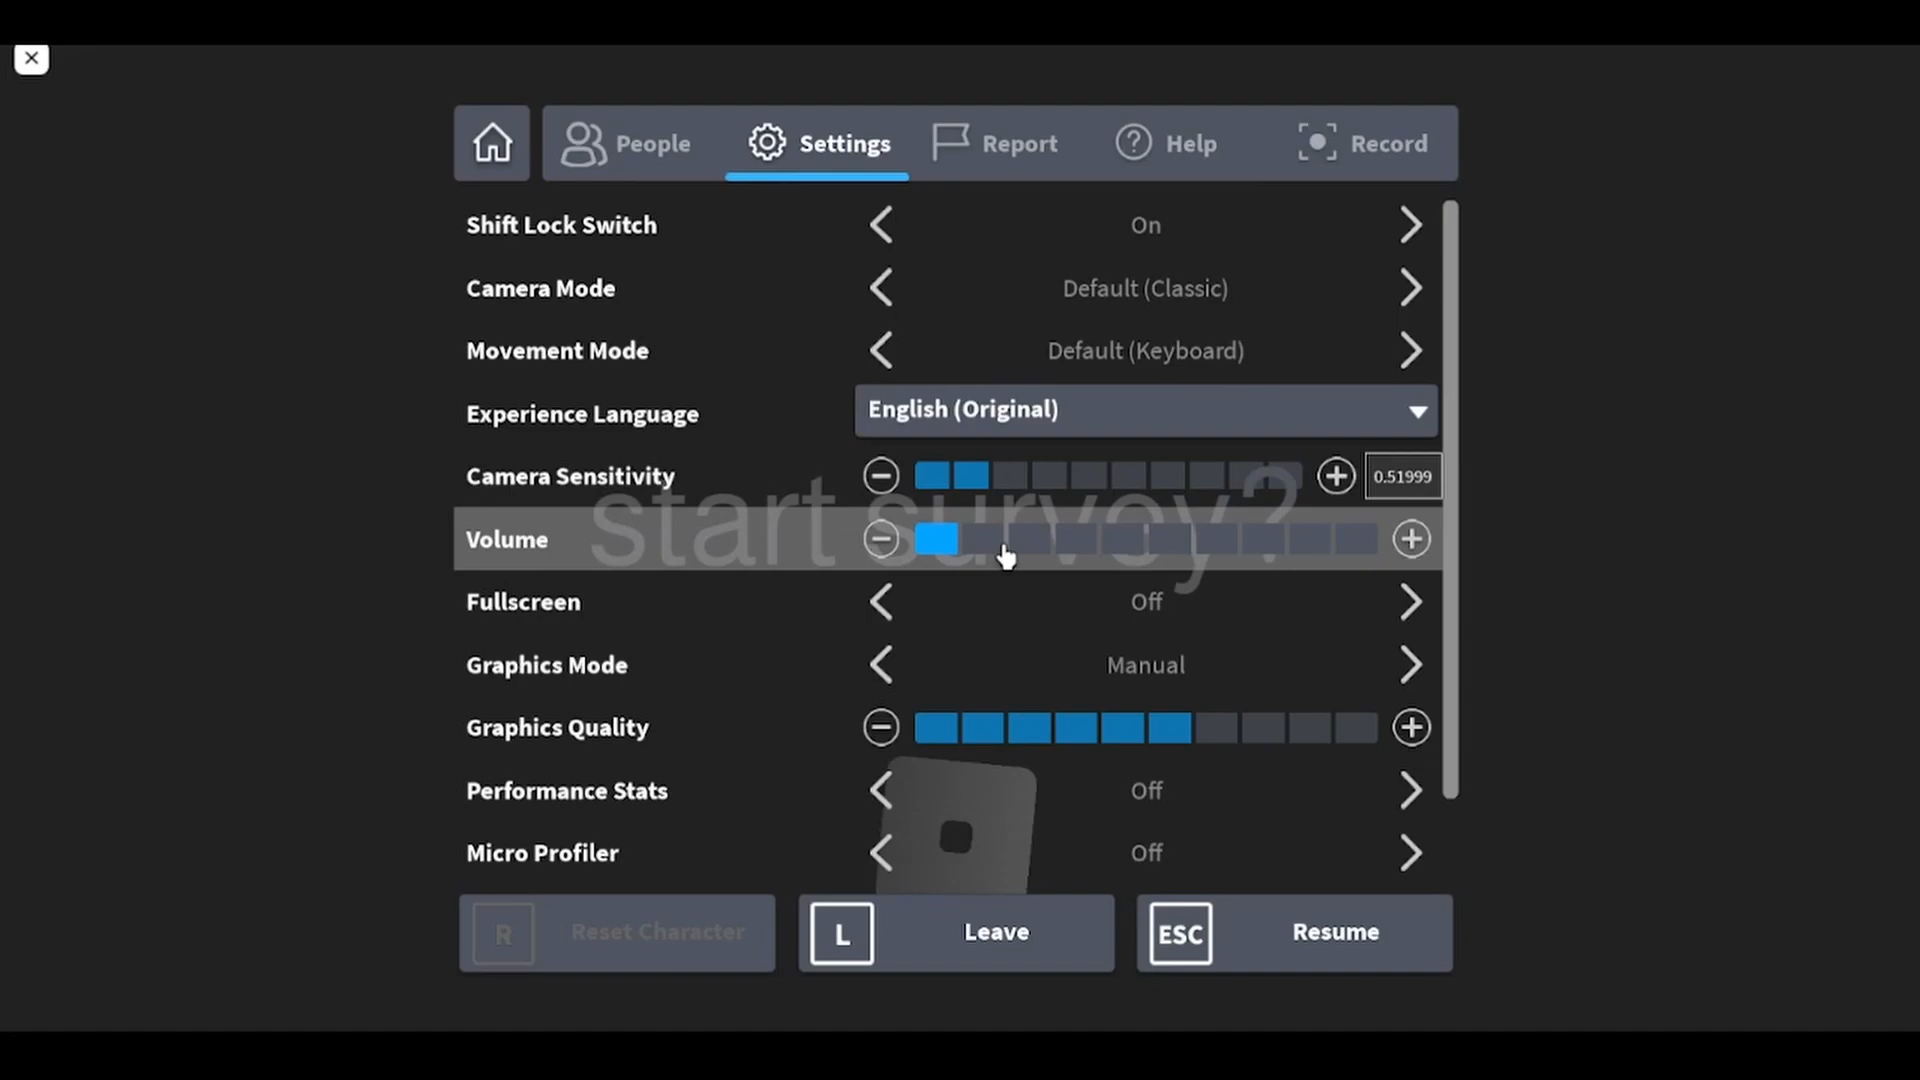 People Settings Report Help Record
Shift Lock Switch On
Camera Mode Default (Classic)
Movement Mode Default (Keyboard)
Experience Language English (Original)
Camera Sensitivity 0.51999
start survey?
Volume
Fullscreen Off
Graphics Mode Manual
Graphics Quality
Performance Stats Off
Micro Profiler Off
R Reset Character L Leave ESC Resume